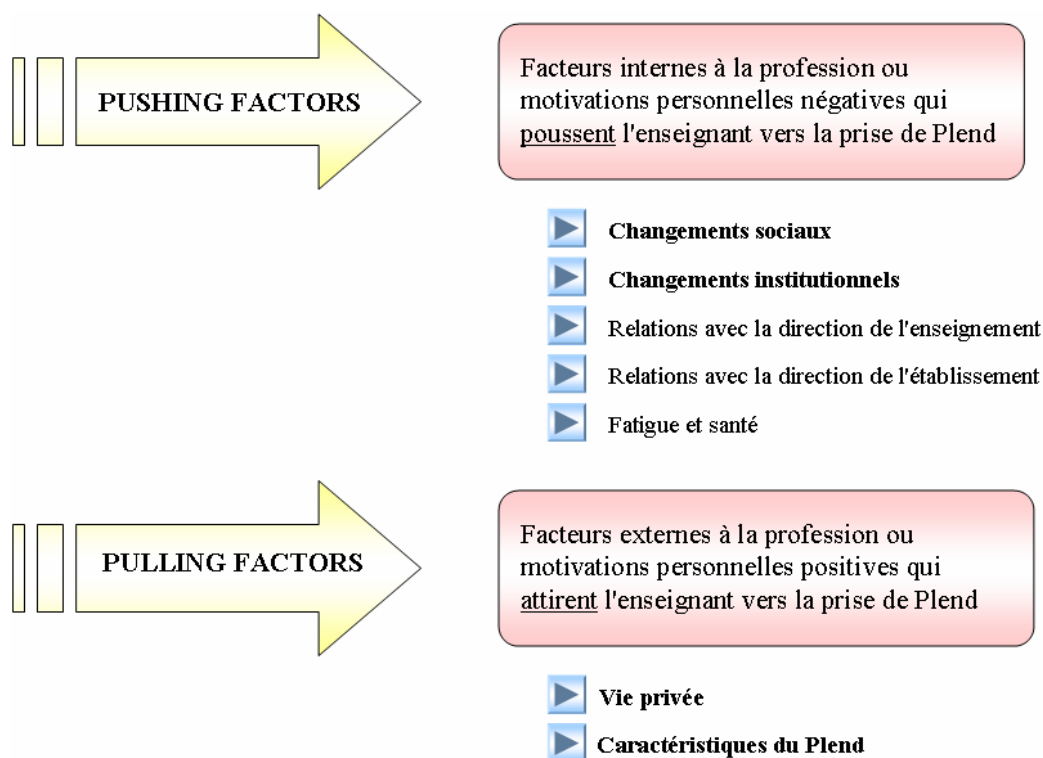 PUSHING FACTORS
Facteurs internes à la profession ou
motivations personnelles négatives qui
poussent l'enseignant vers la prise de Plend
Changements sociaux
Changements institutionnels
Relations avec la direction de l'enseignement
Relations avec la direction de l'établissement
Fatigue et santé
PULLING FACTORS
Facteurs externes à la profession ou
motivations personnelles positives qui
attirent l'enseignant vers la prise de Plend
Vie privée
Caractéristiques du Plend